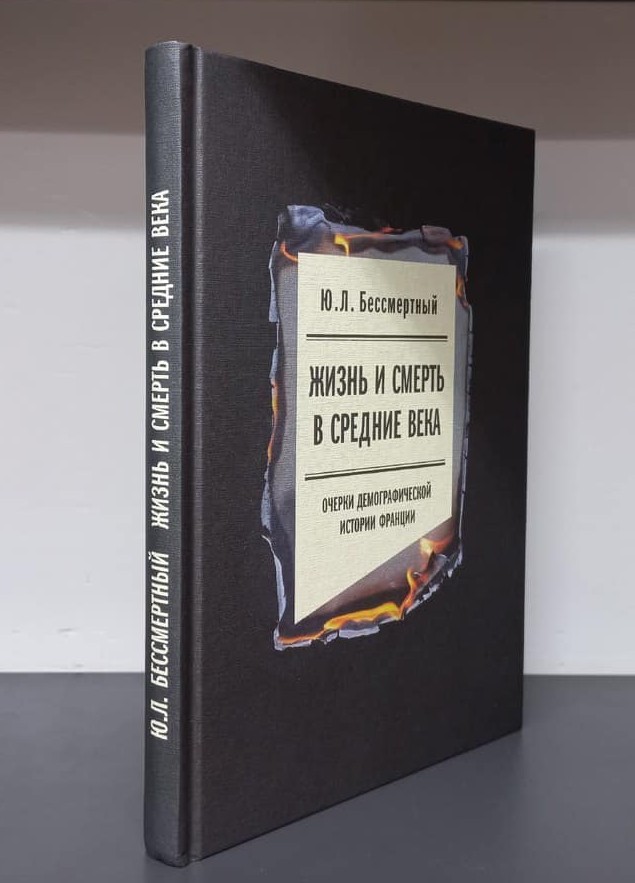 Ю.Л. БЕССМЕРТНЫЙ ЖИЗНЬ И СМЕРТЬ В СРЕДНИЕ ВЕКА
Ю.Л. Бессмертный
ЖИЗНЬ И СМЕРТЬ
В СРЕДНИЕ ВЕКА
ОЧЕРКИ ДЕМОГРАФИЧЕСКОЙ
ИСТОРИИ ФРАНЦИИ